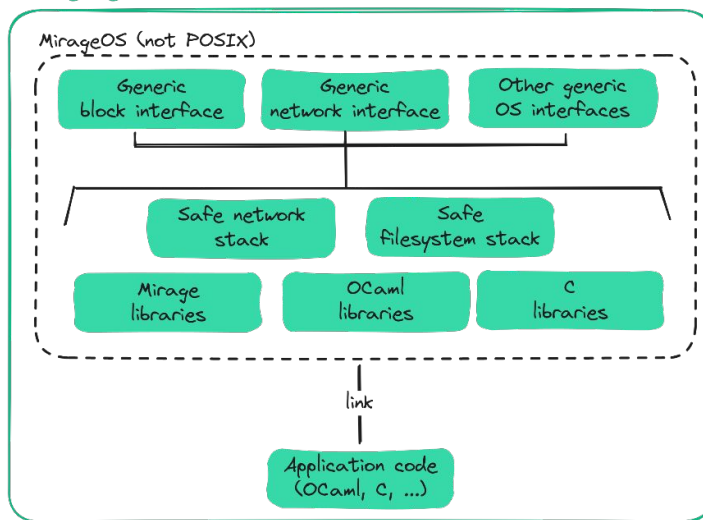 MirageOS (not POSIX)
Generic
block interface
Generic
network interface
Other generic
OS interfaces
Safe network
stack
Safe
filesystem stack
Mirage
libraries
OCaml
libraries
C
libraries
link
Application code
(OCaml, C, ...)